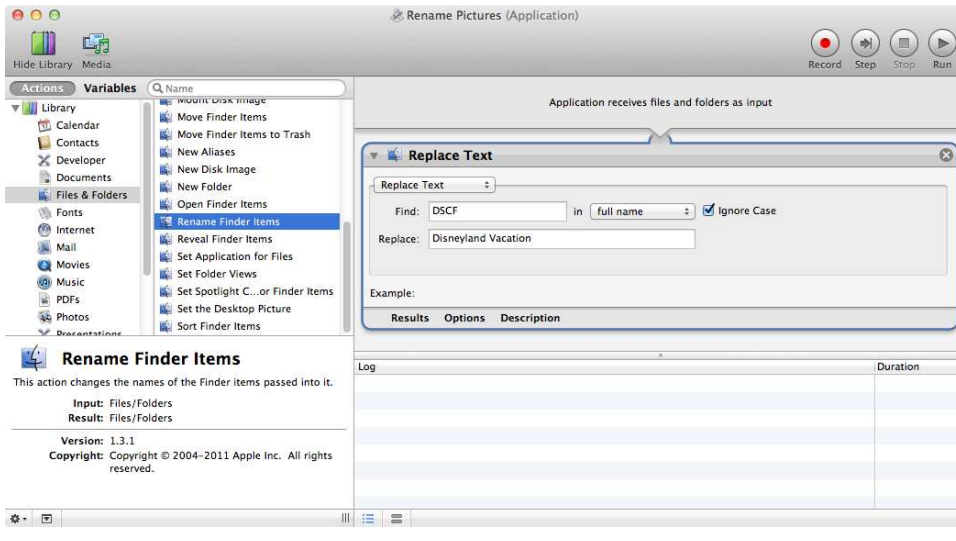 Rename Pictures (Application)
Hide Library Media
Record Step Stop Run
Actions Variables
Name
Library
Calendar
Contacts
Developer
Documents
Files & Folders
Fonts
Internet
Mail
Movies
Music
PDFs
Photos
Presentations
Mount Disk Image
Move Finder Items
Move Finder Items to Trash
New Aliases
New Disk Image
New Folder
Open Finder Items
Rename Finder Items
Reveal Finder Items
Set Application for Files
Set Folder Views
Set Spotlight C...or Finder Items
Set the Desktop Picture
Sort Finder Items
Rename Finder Items
This action changes the names of the Finder items passed into it.
Input: Files/Folders
Result: Files/Folders
Version: 1.3.1
Copyright: Copyright © 2004-2011 Apple Inc. All rights
reserved.
Application receives files and folders as input
Replace Text
Replace Text
Find: DSCF in full name Ignore Case
Replace: Disneyland Vacation
Example:
Results Options Description
Log Duration